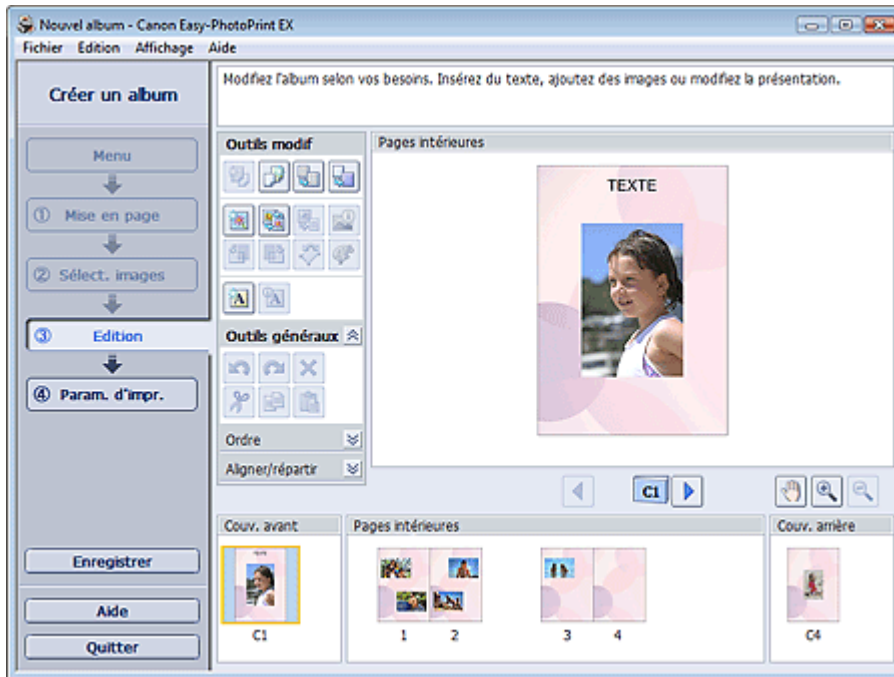 Nouvel album - Canon Easy-PhotoPrint EX
Fichier Edition Affichage Aide
Créer un album
Modifiez l'album selon vos besoins. Insérez du texte, ajoutez des images ou modifiez la présentation.
Menu
① Mise en page
② Sélect. images
③ Edition
④ Param. d'impr.
Enregistrer
Aide
Quitter
Outils modif
Outils généraux
Ordre
Aligner/répartir
Pages intérieures
TEXTE
C1
Couv. avant
Pages intérieures
Couv. arrière
TEXTE
C1
1 2 3 4
C4